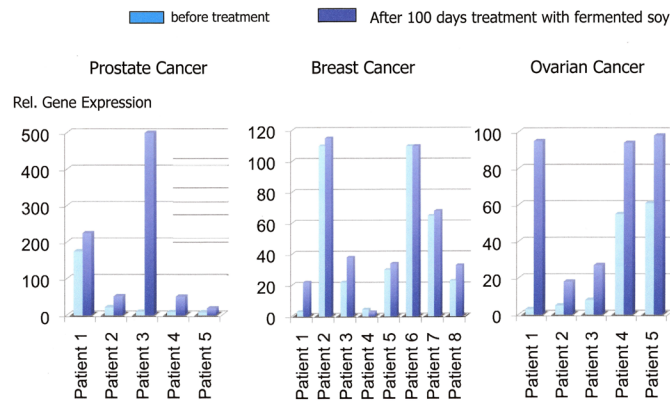 before treatment
After 100 days treatment with fermented soy
Prostate Cancer
Breast Cancer
Ovarian Cancer
Rel. Gene Expression
500
400
300
200
100
0
Patient 1
Patient 2
Patient 3
Patient 4
Patient 5
120
100
80
60
40
20
0
Patient 1
Patient 2
Patient 3
Patient 4
Patient 5
Patient 6
Patient 7
Patient 8
100
80
60
40
20
0
Patient 1
Patient 2
Patient 3
Patient 4
Patient 5